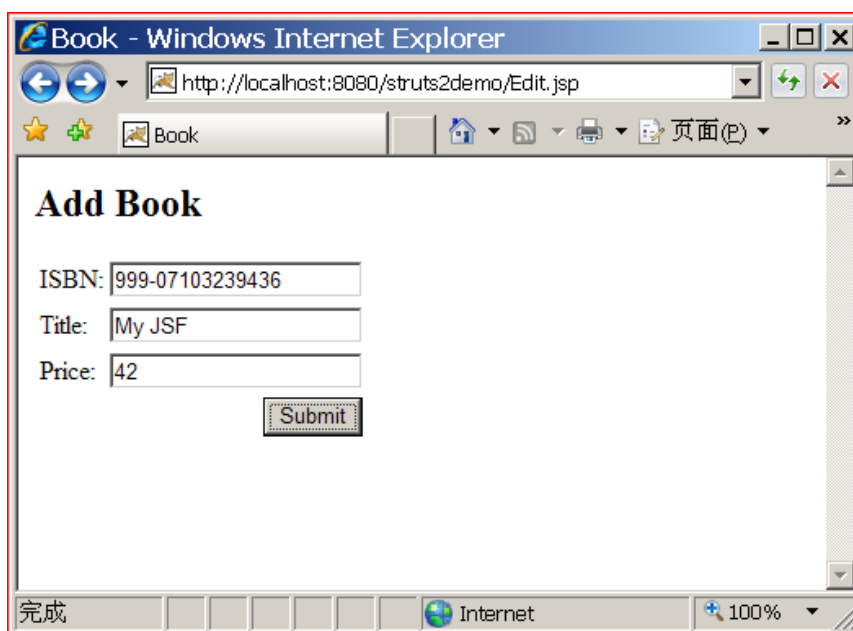 Book - Windows Internet Explorer
http://localhost:8080/struts2demo/Edit.jsp
Book
页面(P)
»
Add Book
ISBN: 999-07103239436
Title: My JSF
Price: 42
Submit
完成
Internet
100%